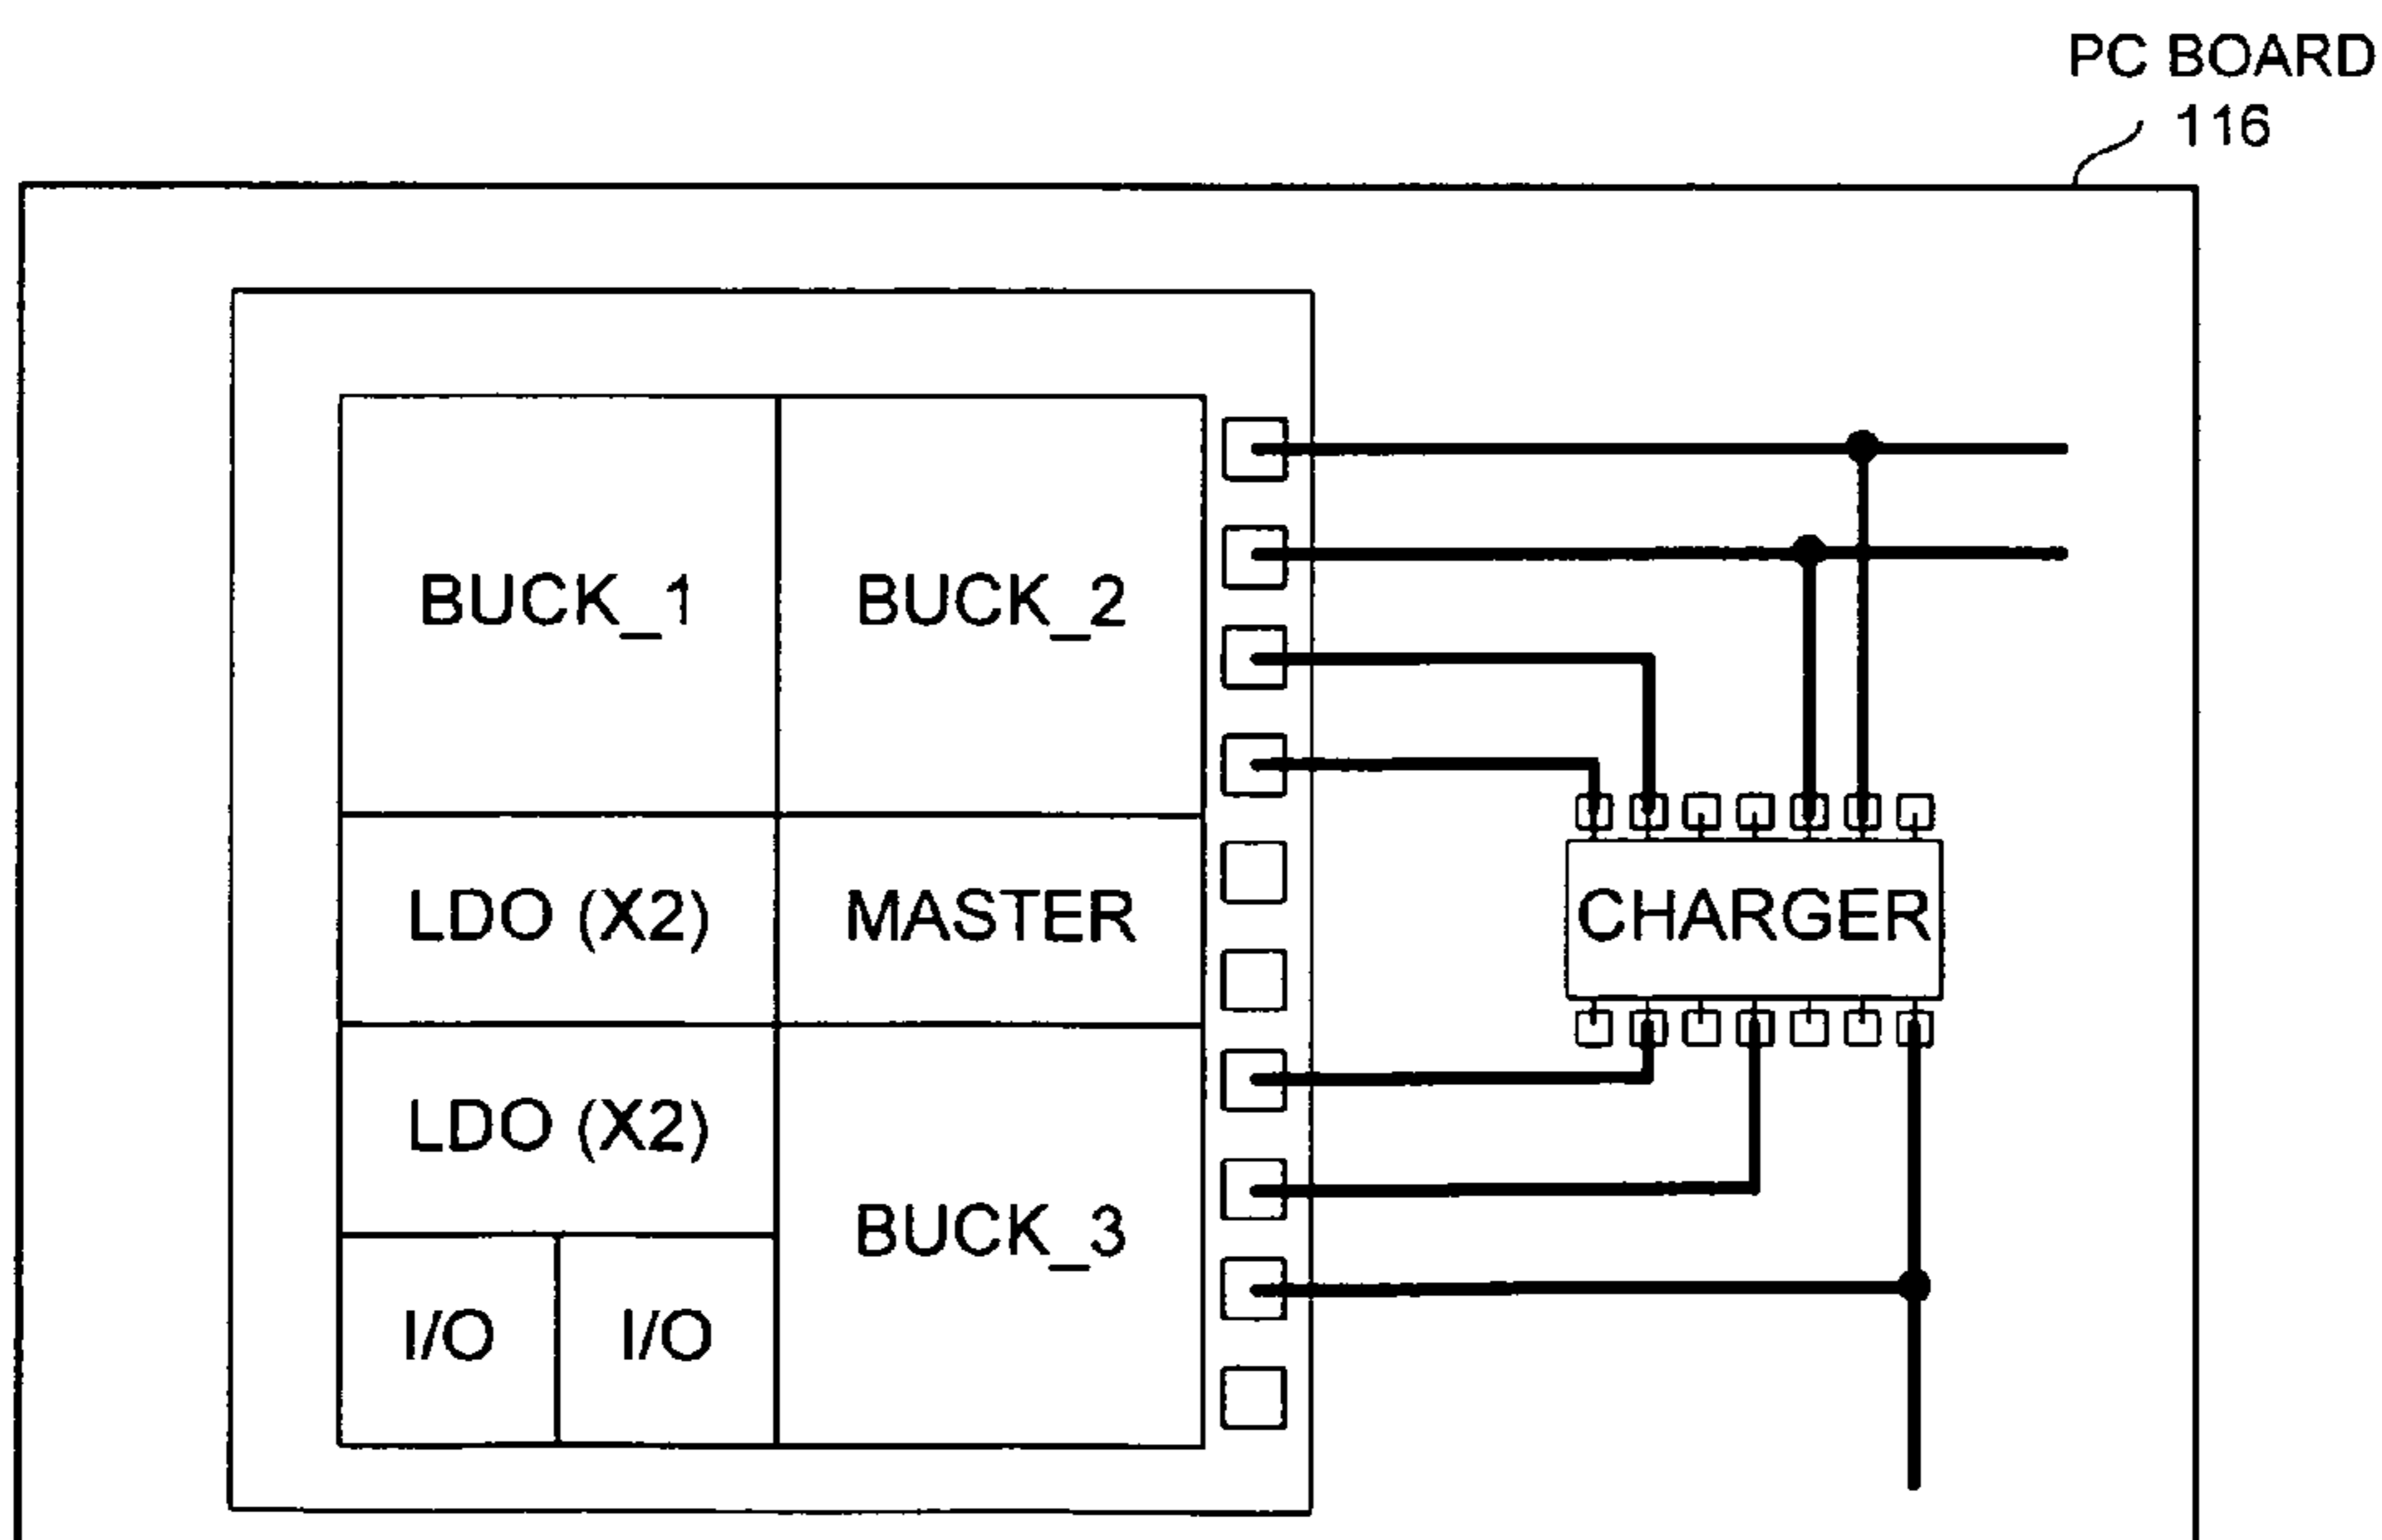 PC BOARD
116
BUCK_1
BUCK_2
LDO (X2)
MASTER
CHARGER
LDO (X2)
BUCK_3
I/O
I/O